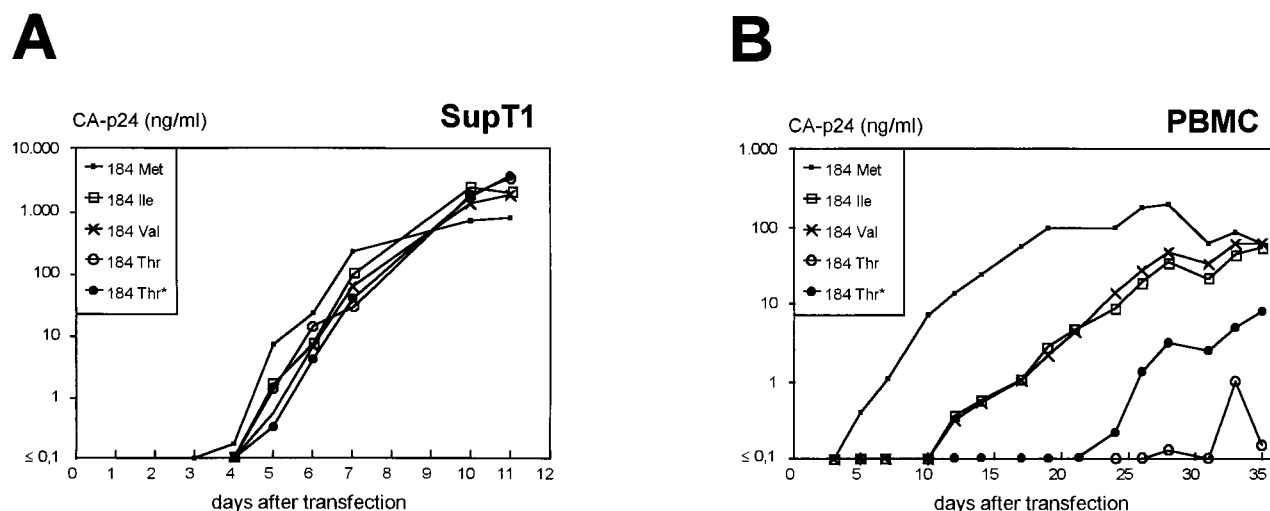 A
CA-p24 (ng/ml)
SupT1
10.000
1.000
100
10
1
≤ 0,1
184 Met
184 Ile
184 Val
184 Thr
184 Thr*
0 1 2 3 4 5 6 7 8 9 10 11 12
days after transfection
B
CA-p24 (ng/ml)
PBMC
1.000
100
10
1
≤ 0,1
184 Met
184 Ile
184 Val
184 Thr
184 Thr*
0 5 10 15 20 25 30 35
days after transfection